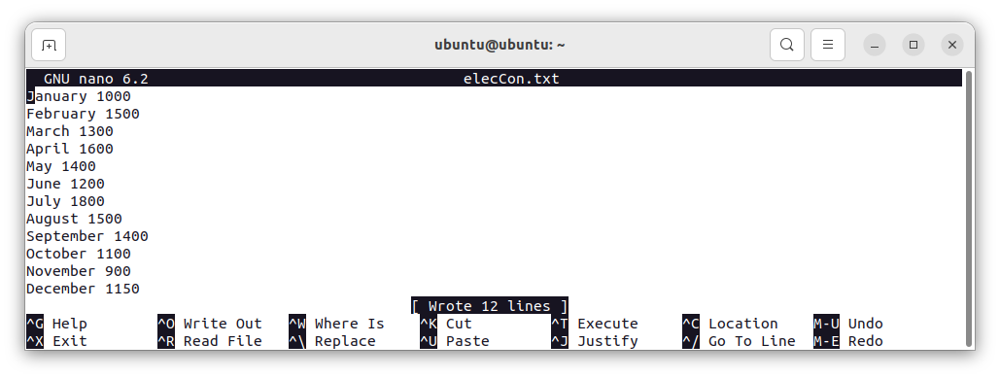 ubuntu@ubuntu: ~
GNU nano 6.2 elecCon.txt
January 1000
February 1500
March 1300
April 1600
May 1400
June 1200
July 1800
August 1500
September 1400
October 1100
November 900
December 1150
[ Wrote 12 lines ]
^G Help ^O Write Out ^W Where Is ^K Cut ^T Execute ^C Location M-U Undo
^X Exit ^R Read File ^\ Replace ^U Paste ^J Justify ^/ Go To Line M-E Redo